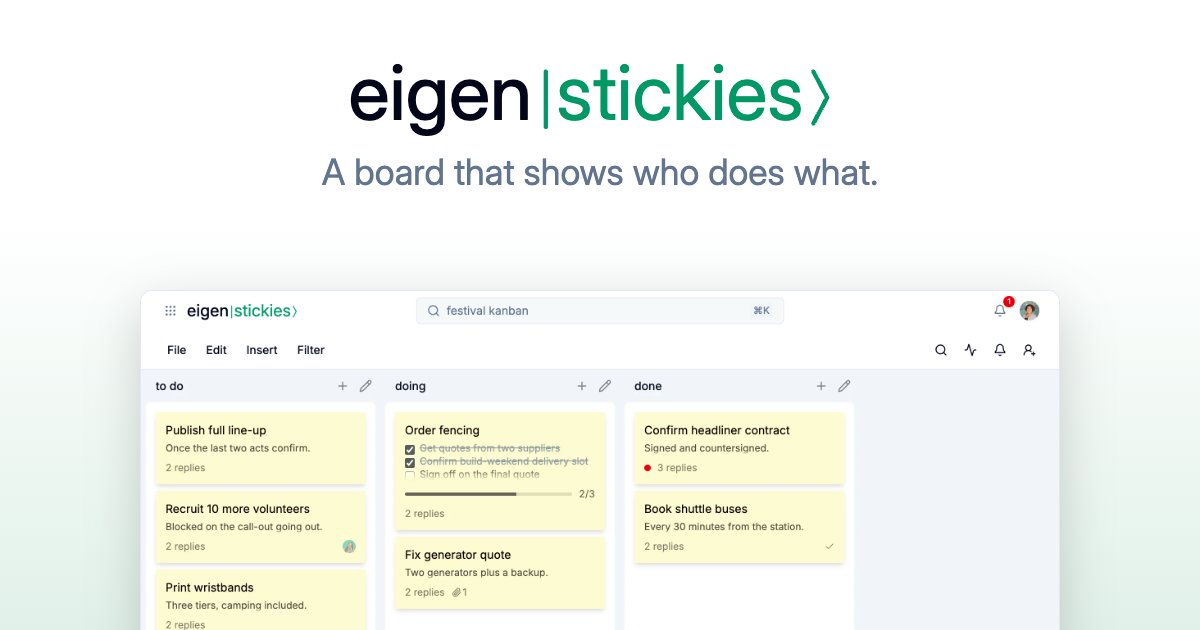 eigen|stickies⟩
A board that shows who does what.
eigen|stickies⟩
festival kanban
⌘K
1
File
Edit
Insert
Filter
to do
Publish full line-up
Once the last two acts confirm.
2 replies
Recruit 10 more volunteers
Blocked on the call-out going out.
2 replies
Print wristbands
Three tiers, camping included.
2 replies
doing
Order fencing
Get quotes from two suppliers
Confirm build-weekend delivery slot
Sign off on the final quote
2/3
2 replies
Fix generator quote
Two generators plus a backup.
2 replies
1
done
Confirm headliner contract
Signed and countersigned.
3 replies
Book shuttle buses
Every 30 minutes from the station.
2 replies